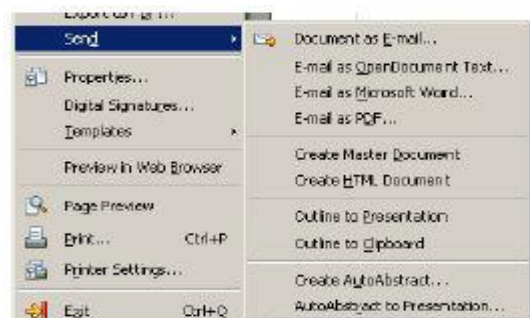 Send
Properties...
Digital Signatures...
Templates
Preview in Web Browser
Page Preview
Print... Ctrl+P
Printer Settings...
Exit Ctrl+Q
Document as E-mail...
E-mail as OpenDocument Text...
E-mail as Microsoft Word...
E-mail as PDF...
Create Master Document
Create HTML Document
Outline to Presentation
Outline to Clipboard
Create AutoAbstract...
AutoAbstract to Presentation...